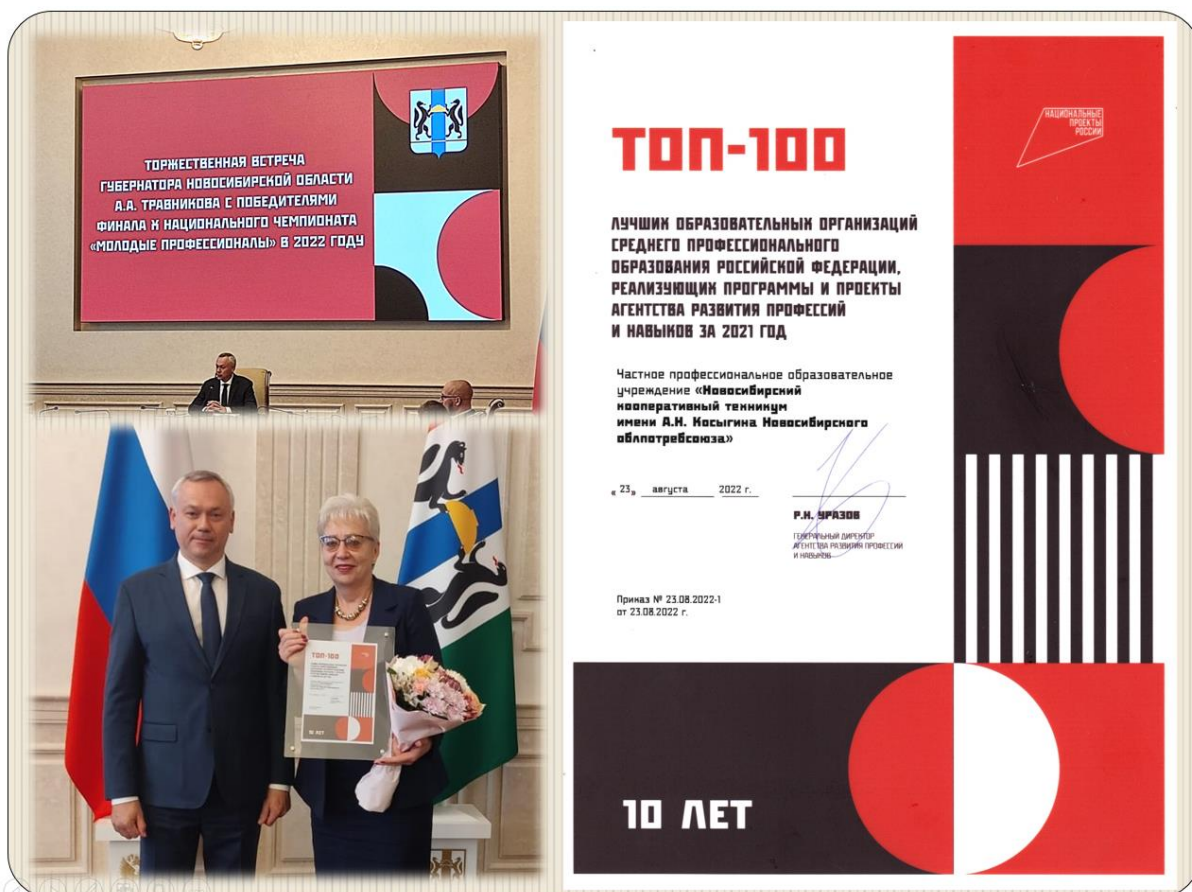 ТОРЖЕСТВЕННАЯ ВСТРЕЧА
ГУБЕРНАТОРА НОВОСИБИРСКОЙ ОБЛАСТИ
А.А. ТРАВНИКОВА С ПОБЕДИТЕЛЯМИ
ФИНАЛА X НАЦИОНАЛЬНОГО ЧЕМПИОНАТА
«МОЛОДЫЕ ПРОФЕССИОНАЛЫ» В 2022 ГОДУ
ТОП-100
10 ЛЕТ
НАЦИОНАЛЬНЫЕ
ПРОЕКТЫ
РОССИИ
ТОП-100
ЛУЧШИХ ОБРАЗОВАТЕЛЬНЫХ ОРГАНИЗАЦИЙ
СРЕДНЕГО ПРОФЕССИОНАЛЬНОГО
ОБРАЗОВАНИЯ РОССИЙСКОЙ ФЕДЕРАЦИИ,
РЕАЛИЗУЮЩИХ ПРОГРАММЫ И ПРОЕКТЫ
АГЕНТСТВА РАЗВИТИЯ ПРОФЕССИЙ
И НАВЫКОВ ЗА 2021 ГОД
Частное профессиональное образовательное
учреждение «Новосибирский
кооперативный техникум
имени А.Н. Косыгина Новосибирского
облпотребсоюза»
« 23» августа 2022 г.
Р.Н. УРАЗОВ
ГЕНЕРАЛЬНЫЙ ДИРЕКТОР
АГЕНТСТВА РАЗВИТИЯ ПРОФЕССИЙ
И НАВЫКОВ
Приказ № 23.08.2022-1
от 23.08.2022 г.
10 ЛЕТ